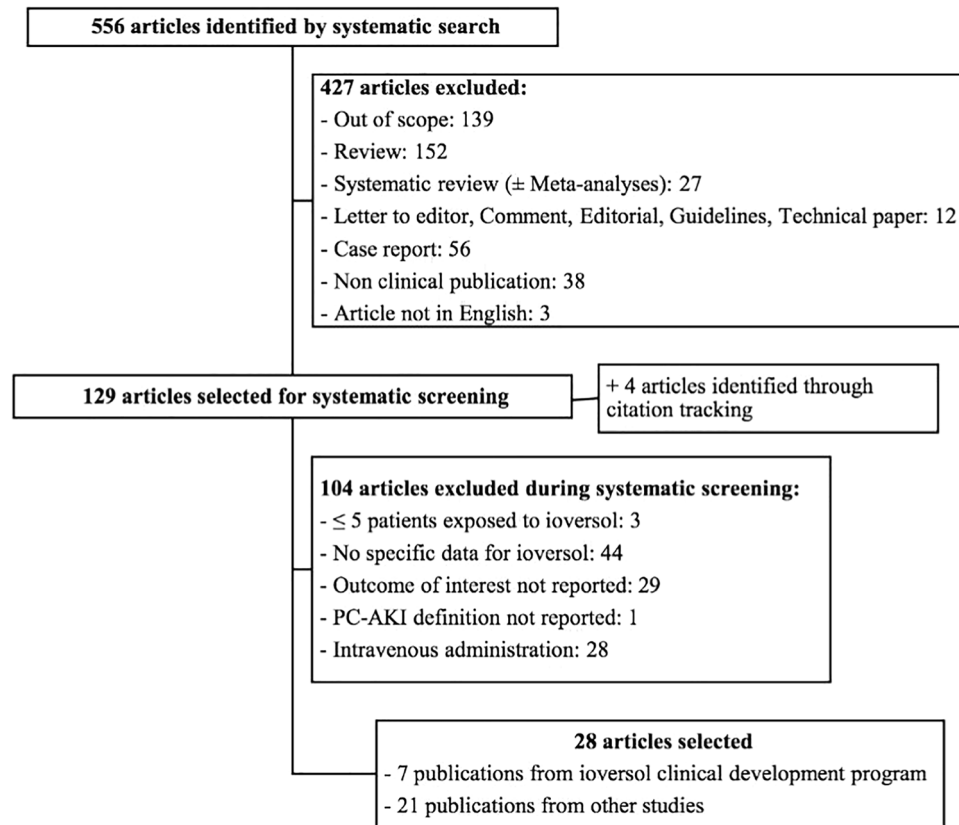 556 articles identified by systematic search
427 articles excluded:
- Out of scope: 139
- Review: 152
- Systematic review (± Meta-analyses): 27
- Letter to editor, Comment, Editorial, Guidelines, Technical paper: 12
- Case report: 56
- Non clinical publication: 38
- Article not in English: 3
129 articles selected for systematic screening
+ 4 articles identified through
citation tracking
104 articles excluded during systematic screening:
- ≤ 5 patients exposed to ioversol: 3
- No specific data for ioversol: 44
- Outcome of interest not reported: 29
- PC-AKI definition not reported: 1
- Intravenous administration: 28
28 articles selected
- 7 publications from ioversol clinical development program
- 21 publications from other studies